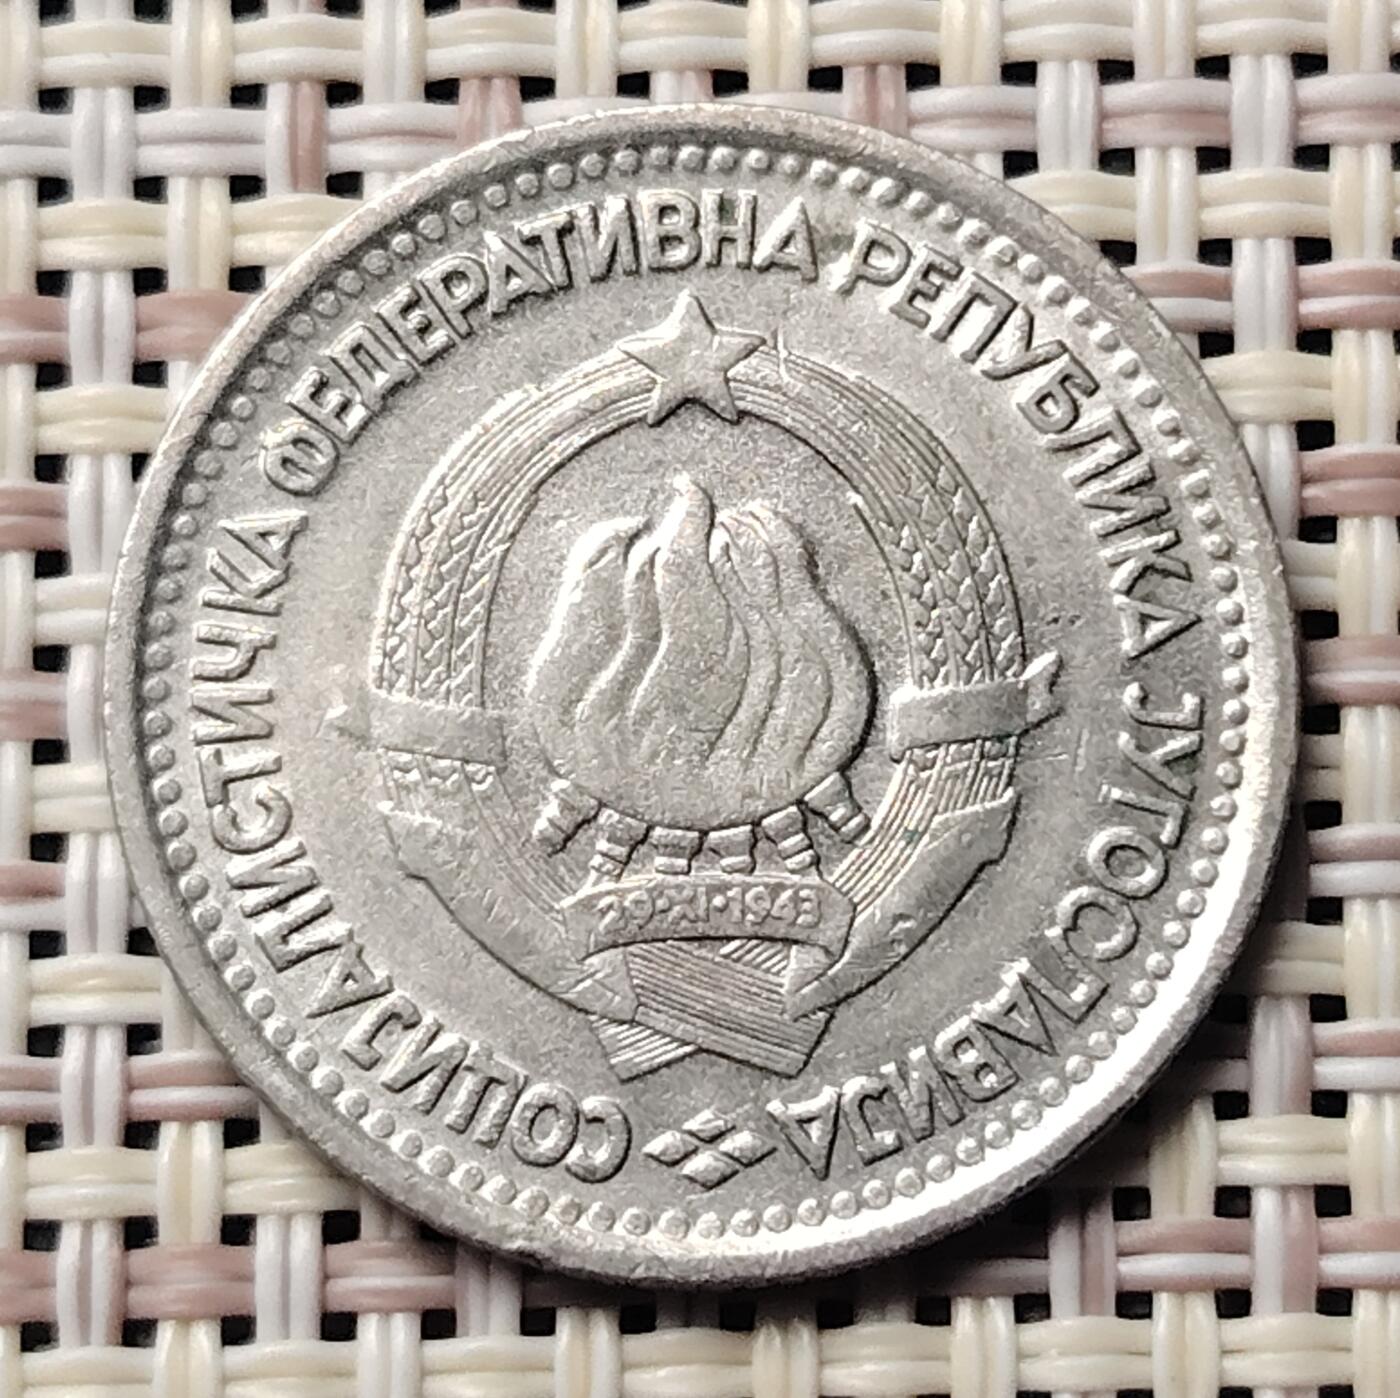 СОЦИЈАЛИСТИЧКА ФЕДЕРАТИВНА РЕПУБЛИКА ЈУГОСЛАВИЈА
29·XI·1943